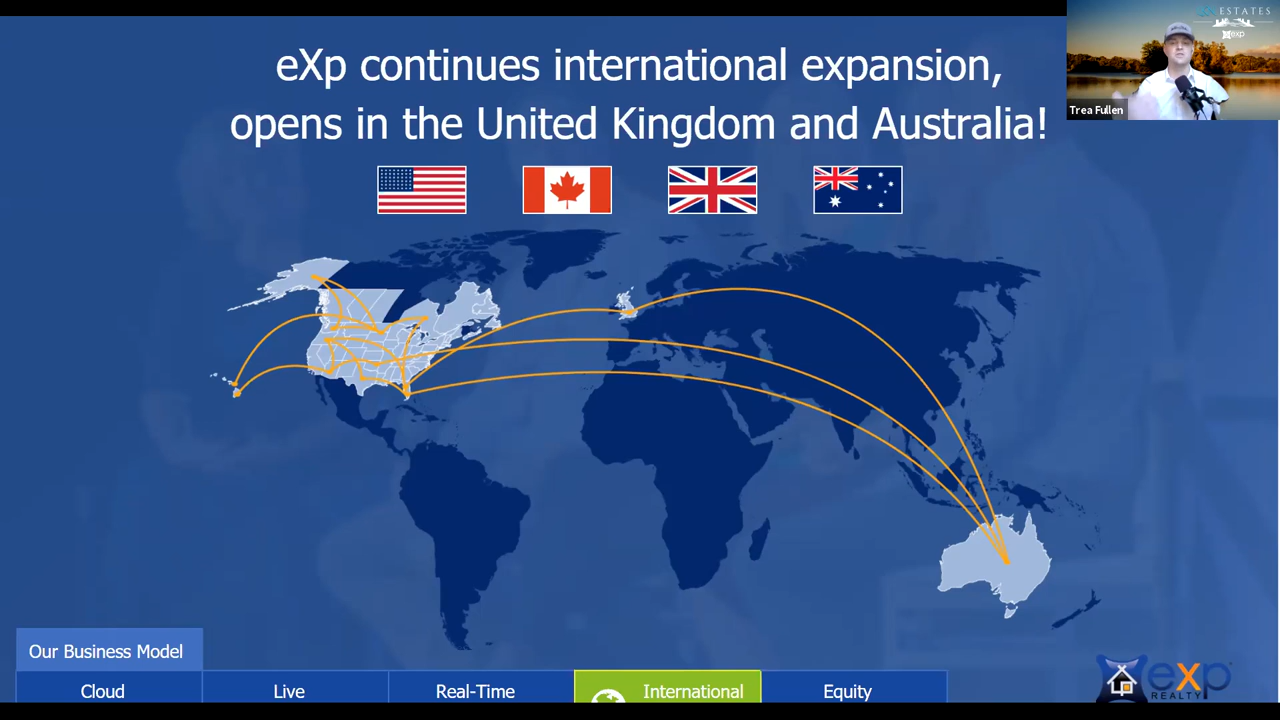 eXp continues international expansion,
opens in the United Kingdom and Australia!
ESTATES
exp
Trea Fullen
Our Business Model
Cloud
Live
Real-Time
International
Equity
eXp
REALTY